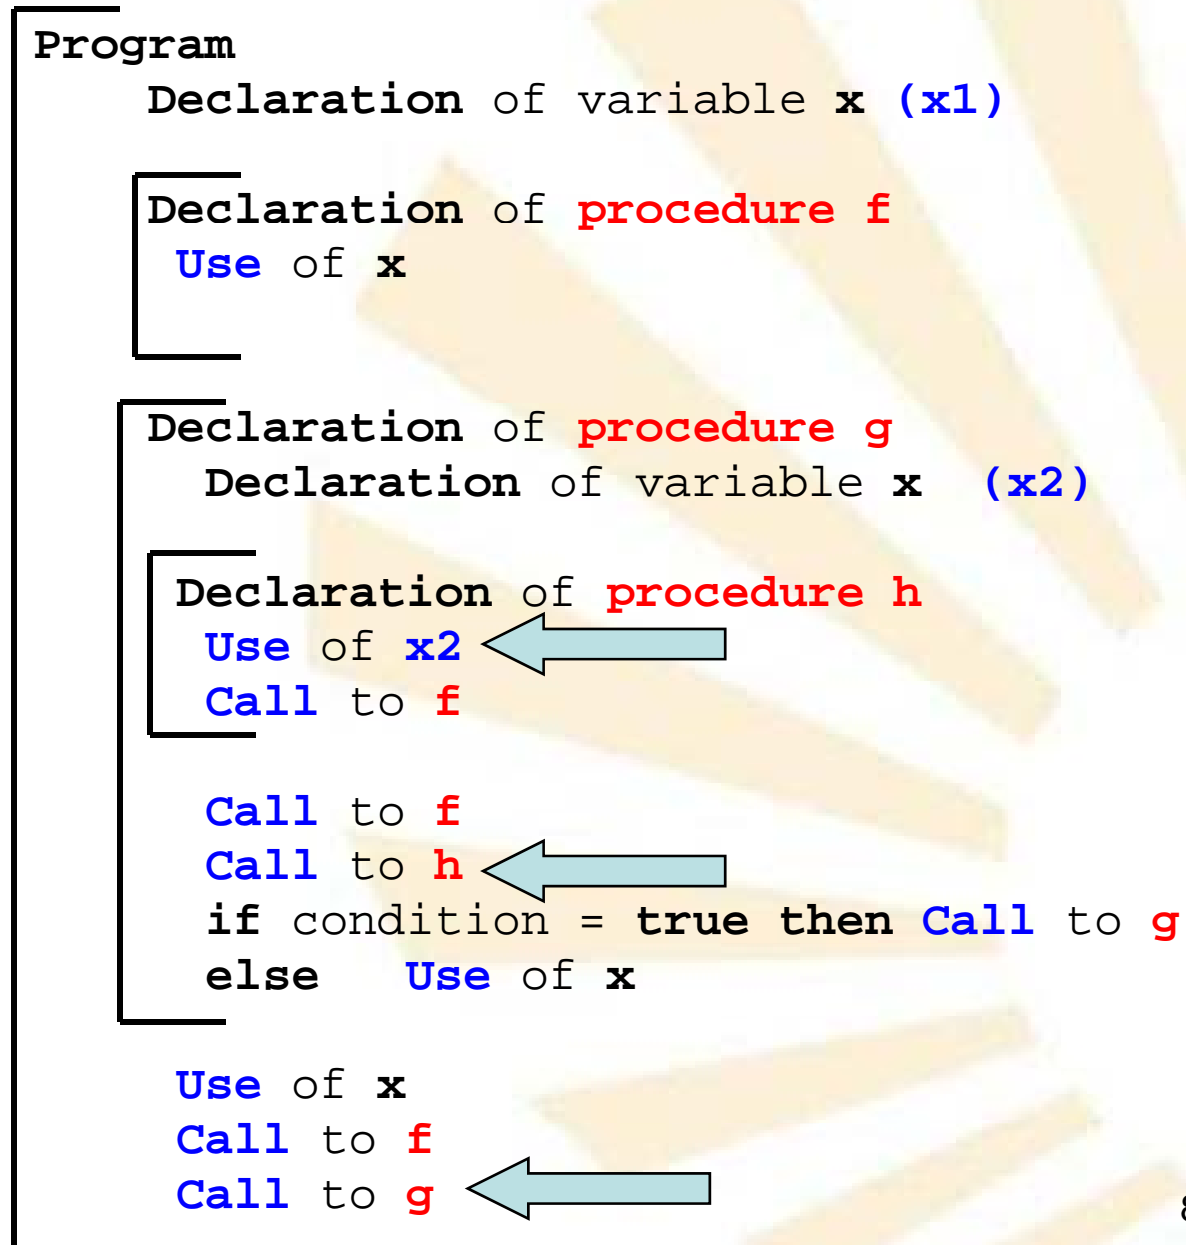 Program
Declaration of variable x (x1)
Declaration of procedure f
Use of x
Declaration of procedure g
Declaration of variable x (x2)
Declaration of procedure h
Use of x2
Call to f
Call to f
Call to h
if condition = true then Call to g
else Use of x
Use of x
Call to f
Call to g